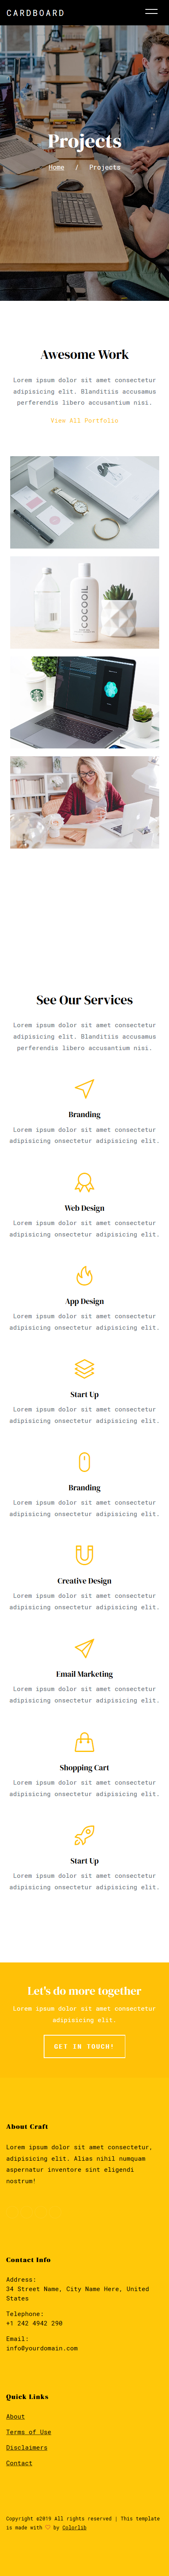 CARDBOARD
Projects
Home / Projects
Awesome Work
Lorem ipsum dolor sit amet consectetur
adipisicing elit. Blanditiis accusamus
perferendis libero accusantium nisi.
View All Portfolio
COCOOIL
See Our Services
Lorem ipsum dolor sit amet consectetur
adipisicing elit. Blanditiis accusamus
perferendis libero accusantium nisi.
Branding
Lorem ipsum dolor sit amet consectetur
adipisicing onsectetur adipisicing elit.
Web Design
Lorem ipsum dolor sit amet consectetur
adipisicing onsectetur adipisicing elit.
App Design
Lorem ipsum dolor sit amet consectetur
adipisicing onsectetur adipisicing elit.
Start Up
Lorem ipsum dolor sit amet consectetur
adipisicing onsectetur adipisicing elit.
Branding
Lorem ipsum dolor sit amet consectetur
adipisicing onsectetur adipisicing elit.
Creative Design
Lorem ipsum dolor sit amet consectetur
adipisicing onsectetur adipisicing elit.
Email Marketing
Lorem ipsum dolor sit amet consectetur
adipisicing onsectetur adipisicing elit.
Shopping Cart
Lorem ipsum dolor sit amet consectetur
adipisicing onsectetur adipisicing elit.
Start Up
Lorem ipsum dolor sit amet consectetur
adipisicing onsectetur adipisicing elit.
Let's do more together
Lorem ipsum dolor sit amet consectetur
adipisicing elit.
GET IN TOUCH!
About Craft
Lorem ipsum dolor sit amet consectetur,
adipisicing elit. Alias nihil numquam
aspernatur inventore sint eligendi
nostrum!
Contact Info
Address:
34 Street Name, City Name Here, United
States
Telephone:
+1 242 4942 290
Email:
info@yourdomain.com
Quick Links
About
Terms of Use
Disclaimers
Contact
Copyright ©2019 All rights reserved | This template
is made with ♡ by Colorlib